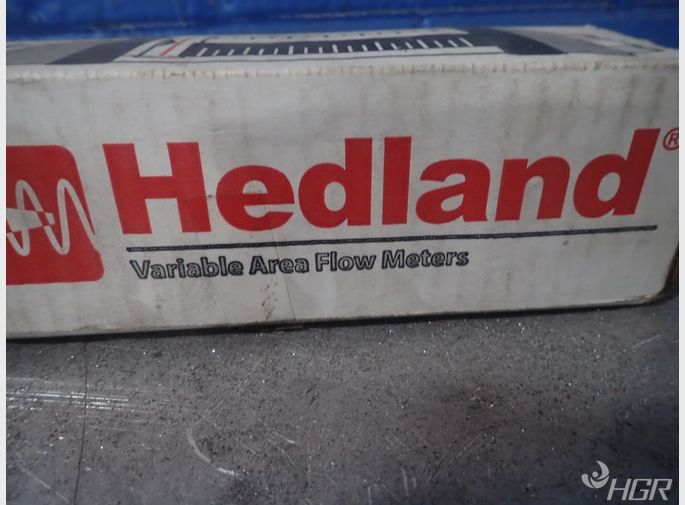 Hedland®
Variable Area Flow Meters
HGR